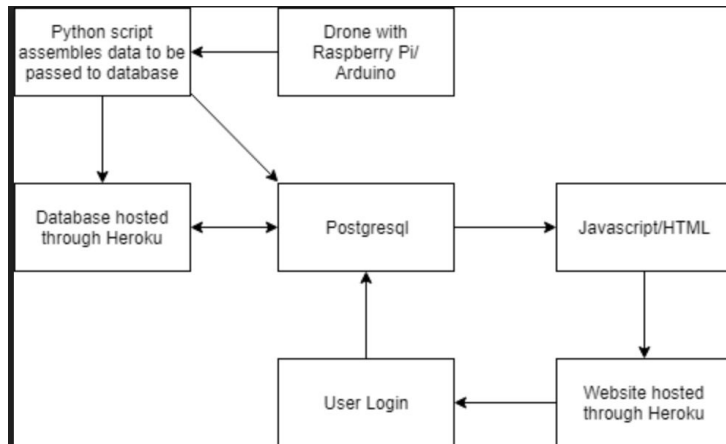 Python script
assembles data to be
passed to database
Drone with
Raspberry Pi/
Arduino
Database hosted
through Heroku
Postgresql
Javascript/HTML
User Login
Website hosted
through Heroku